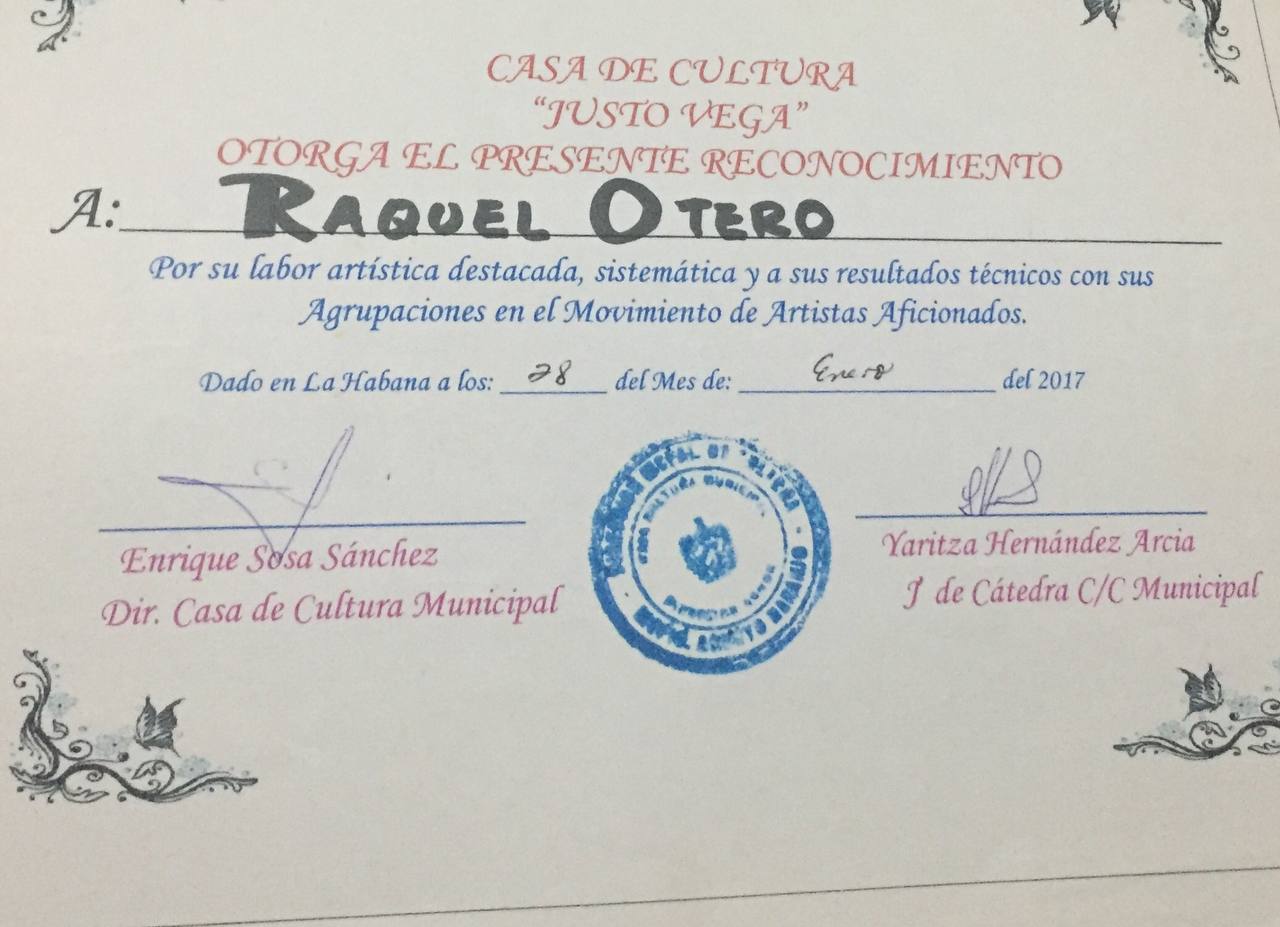 CASA DE CULTURA
"JUSTO VEGA"
OTORGA EL PRESENTE RECONOCIMIENTO
A: RAQUEL OTERO
Por su labor artística destacada, sistemática y a sus resultados técnicos con sus
Agrupaciones en el Movimiento de Artistas Aficionados.
Dado en La Habana a los: 28 del Mes de: Enero del 2017
Enrique Sosa Sánchez
Dir. Casa de Cultura Municipal
Yaritza Hernández Arcia
J' de Cátedra C/C Municipal
CULTURA MUNICIPAL